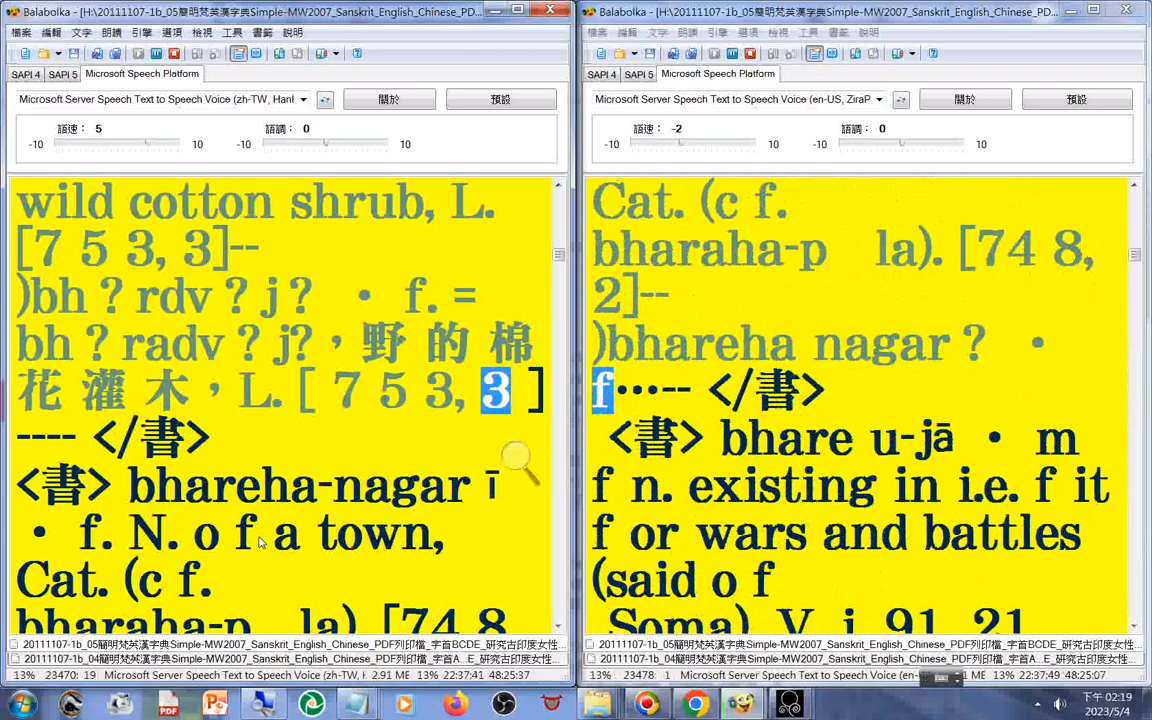 Balabolka - [H:\20111107-1b_05簡明梵英漢字典Simple-MW2007_Sanskrit_English_Chinese_PD...
檔案 編輯 文字 朗讀 引擎 選項 檢視 工具 書籤 說明
SAPI 4 SAPI 5 Microsoft Speech Platform
Microsoft Server Speech Text to Speech Voice (zh-TW, Hanl
關於
預設
語速： 5 語調： 0
-10 10 -10 10
wild cotton shrub, L.
[7 5 3, 3]--
)bh ? rdv ? j ? • f. =
bh ? radv ? j?，野 的 棉
花 灌 木，L. [ 7 5 3, 3 ]
---- </書>
<書> bhareha-nagar ī
• f. N. o f a town,
Cat. (c f.
bharaha-p la). [74 8,
20111107-1b_05簡明梵英漢字典Simple-MW2007_Sanskrit_English_Chinese_PDF列印檔_字首BCDE_研究古印度女性...
20111107-1b_04簡明梵英漢字典Simple-MW2007_Sanskrit_English_Chinese_PDF列印檔_字首A...E_研究古印度女性...
13% 23470: 19 Microsoft Server Speech Text to Speech Voice (zh-TW, H 2.91 ME 13% 22:37:41 48:25:37
Balabolka - [H:\20111107-1b_05簡明梵英漢字典Simple-MW2007_Sanskrit_English_Chinese_PD...
檔案 編輯 文字 朗讀 引擎 選項 檢視 工具 書籤 說明
SAPI 4 SAPI 5 Microsoft Speech Platform
Microsoft Server Speech Text to Speech Voice (en-US, ZiraP
關於
預設
語速： -2 語調： 0
-10 10 -10 10
Cat. (c f.
bharaha-p la). [74 8,
2]--
)bhareha nagar ? •
f…-- </書>
<書> bhare u-jā • m
f n. existing in i.e. f it
f or wars and battles
(said o f
Soma), V, i, 91, 21
20111107-1b_05簡明梵英漢字典Simple-MW2007_Sanskrit_English_Chinese_PDF列印檔_字首BCDE_研究古印度女性...
20111107-1b_04簡明梵英漢字典Simple-MW2007_Sanskrit_English_Chinese_PDF列印檔_字首A...E_研究古印度女性...
13% 23478: 1 Microsoft Server Speech Text to Speech Voice 13% 22:37:49 48:25:07
下午 02:19
2023/5/4